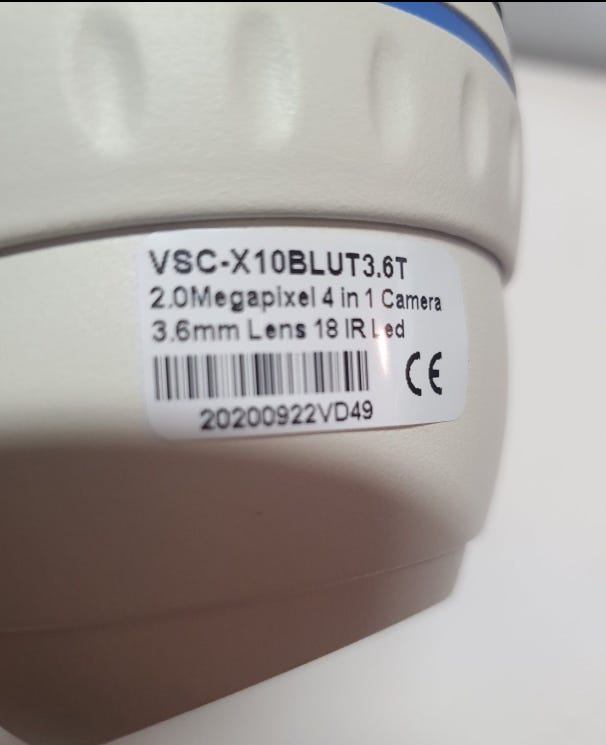 VSC-X10BLUT3.6T
2.0Megapixel 4 in 1 Camera
3.6mm Lens 18 IR Led
CE
20200922VD49